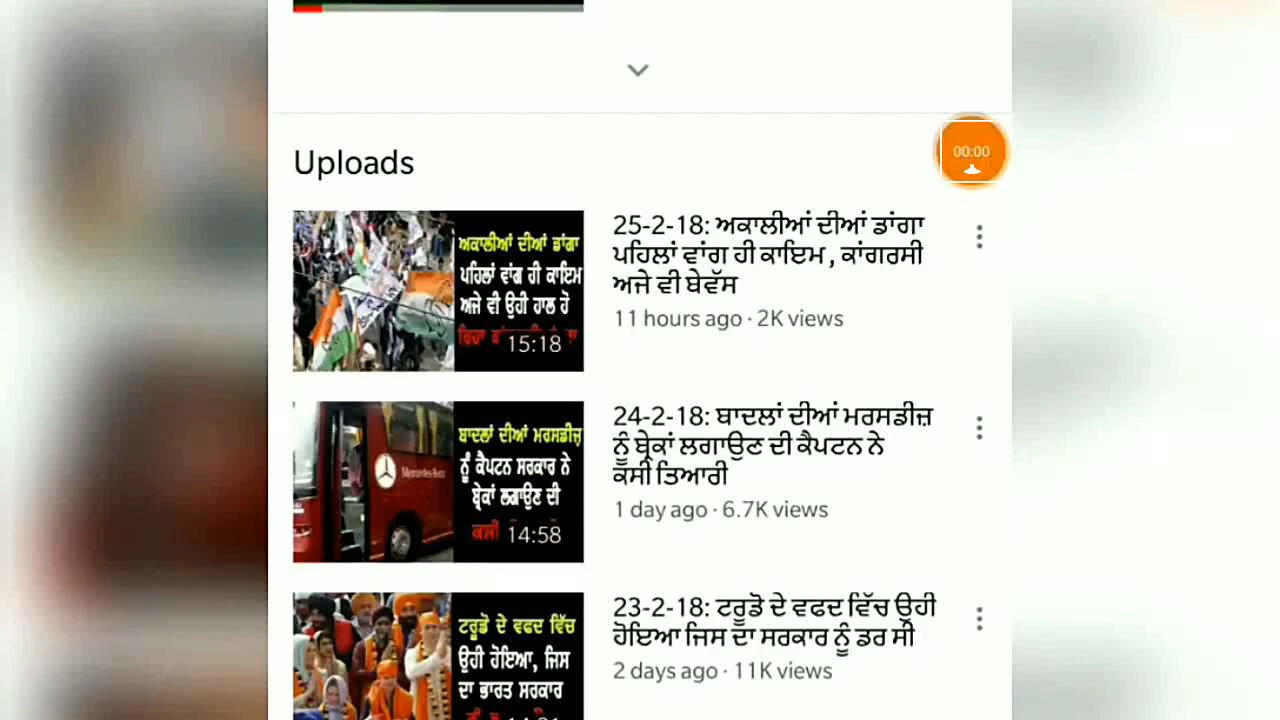 Uploads
00:00
ਅਕਾਲੀਆਂ ਦੀਆਂ ਡਾਂਗਾ
ਪਹਿਲਾਂ ਵਾਂਗ ਹੀ ਕਾਇਮ
ਅਜੇ ਵੀ ਉਹੀ ਹਾਲ ਹੋ
15:18
25-2-18: ਅਕਾਲੀਆਂ ਦੀਆਂ ਡਾਂਗਾ
ਪਹਿਲਾਂ ਵਾਂਗ ਹੀ ਕਾਇਮ, ਕਾਂਗਰਸੀ
ਅਜੇ ਵੀ ਬੇਵੱਸ
11 hours ago · 2K views
Mercedes-Benz
ਬਾਦਲਾਂ ਦੀਆਂ ਮਰਸਡੀਜ਼
ਨੂੰ ਕੈਪਟਨ ਸਰਕਾਰ ਨੇ
ਬ੍ਰੇਕਾਂ ਲਗਾਉਣ ਦੀ
ਕਸੀ 14:58
24-2-18: ਬਾਦਲਾਂ ਦੀਆਂ ਮਰਸਡੀਜ਼
ਨੂੰ ਬ੍ਰੇਕਾਂ ਲਗਾਉਣ ਦੀ ਕੈਪਟਨ ਨੇ
ਕਸੀ ਤਿਆਰੀ
1 day ago · 6.7K views
ਟਰੂਡੋ ਦੇ ਵਫਦ ਵਿੱਚ
ਉਹੀ ਹੋਇਆ, ਜਿਸ
ਦਾ ਭਾਰਤ ਸਰਕਾਰ
23-2-18: ਟਰੂਡੋ ਦੇ ਵਫਦ ਵਿੱਚ ਉਹੀ
ਹੋਇਆ ਜਿਸ ਦਾ ਸਰਕਾਰ ਨੂੰ ਡਰ ਸੀ
2 days ago · 11K views